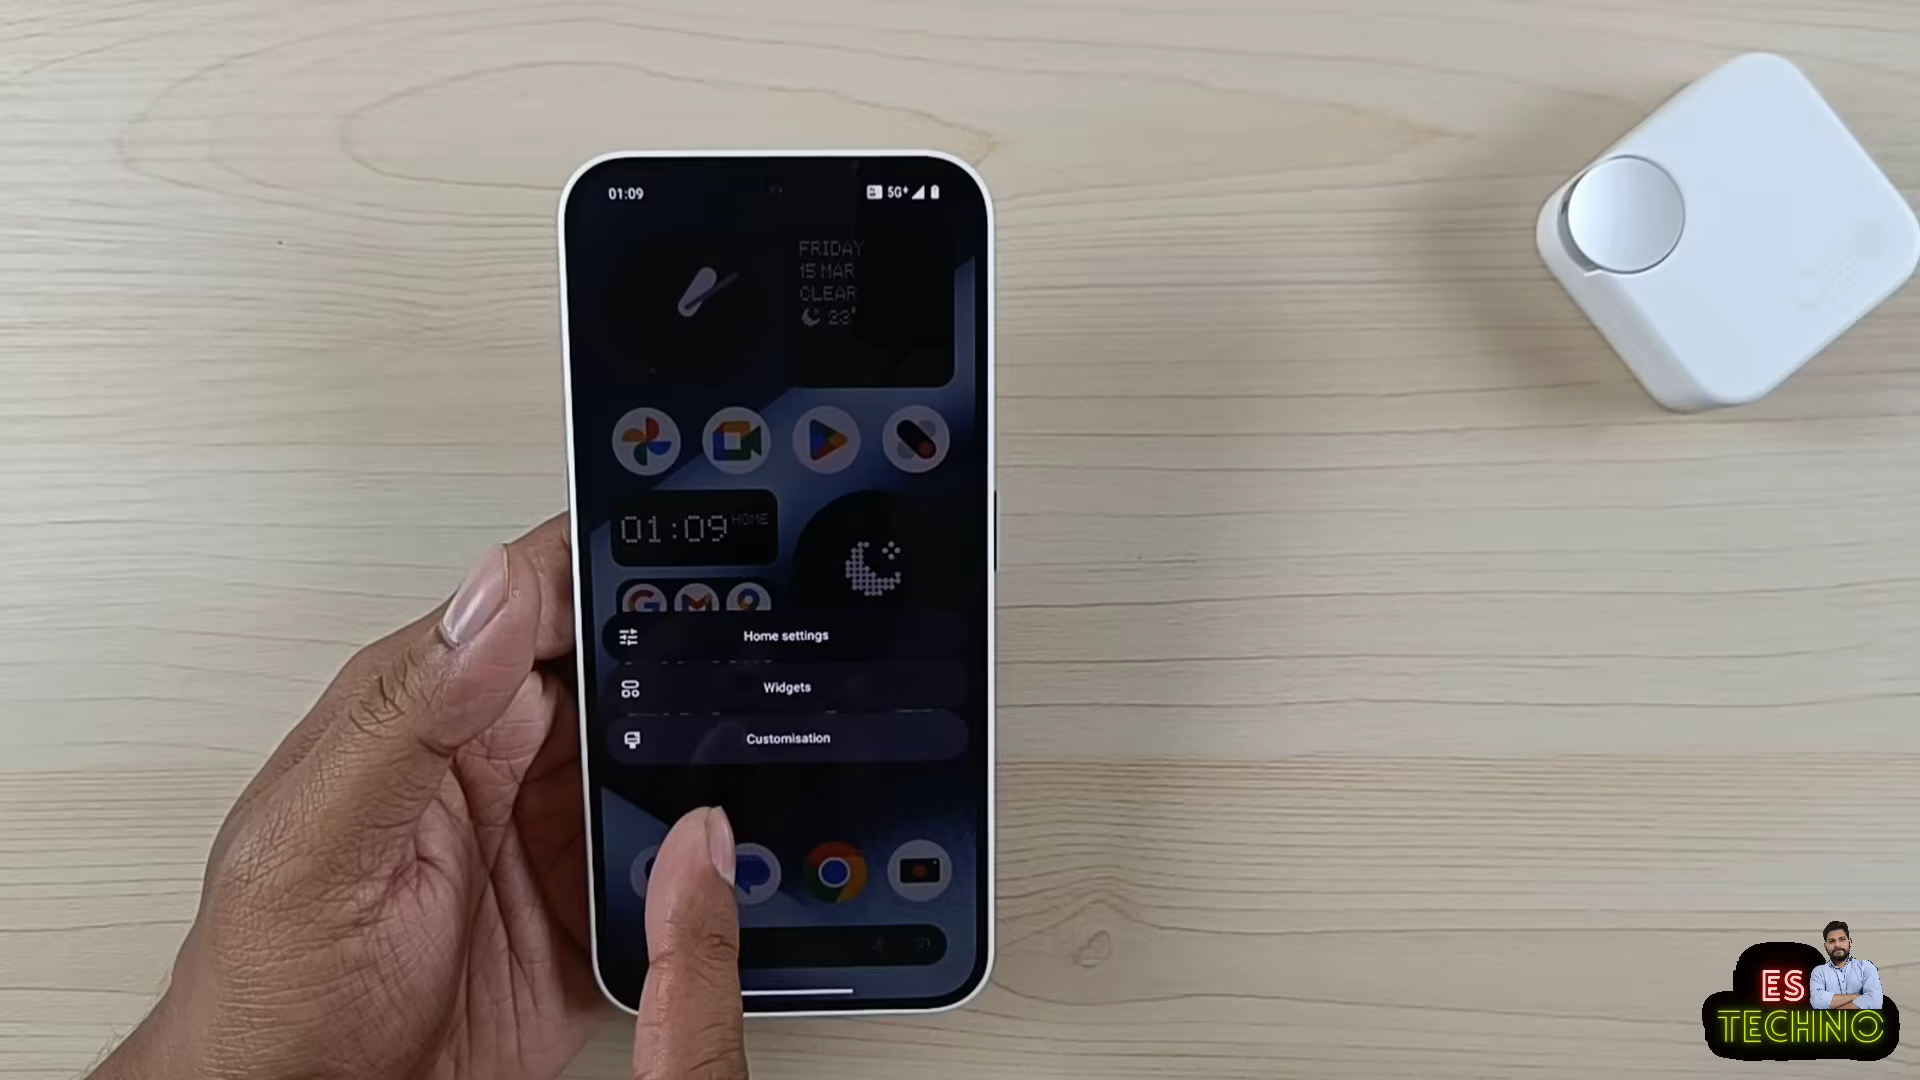 01:09
5G+
FRIDAY
15 MAR
CLEAR
23°
01:09 HOME
Home settings
Widgets
Customisation
ES
TECHNO